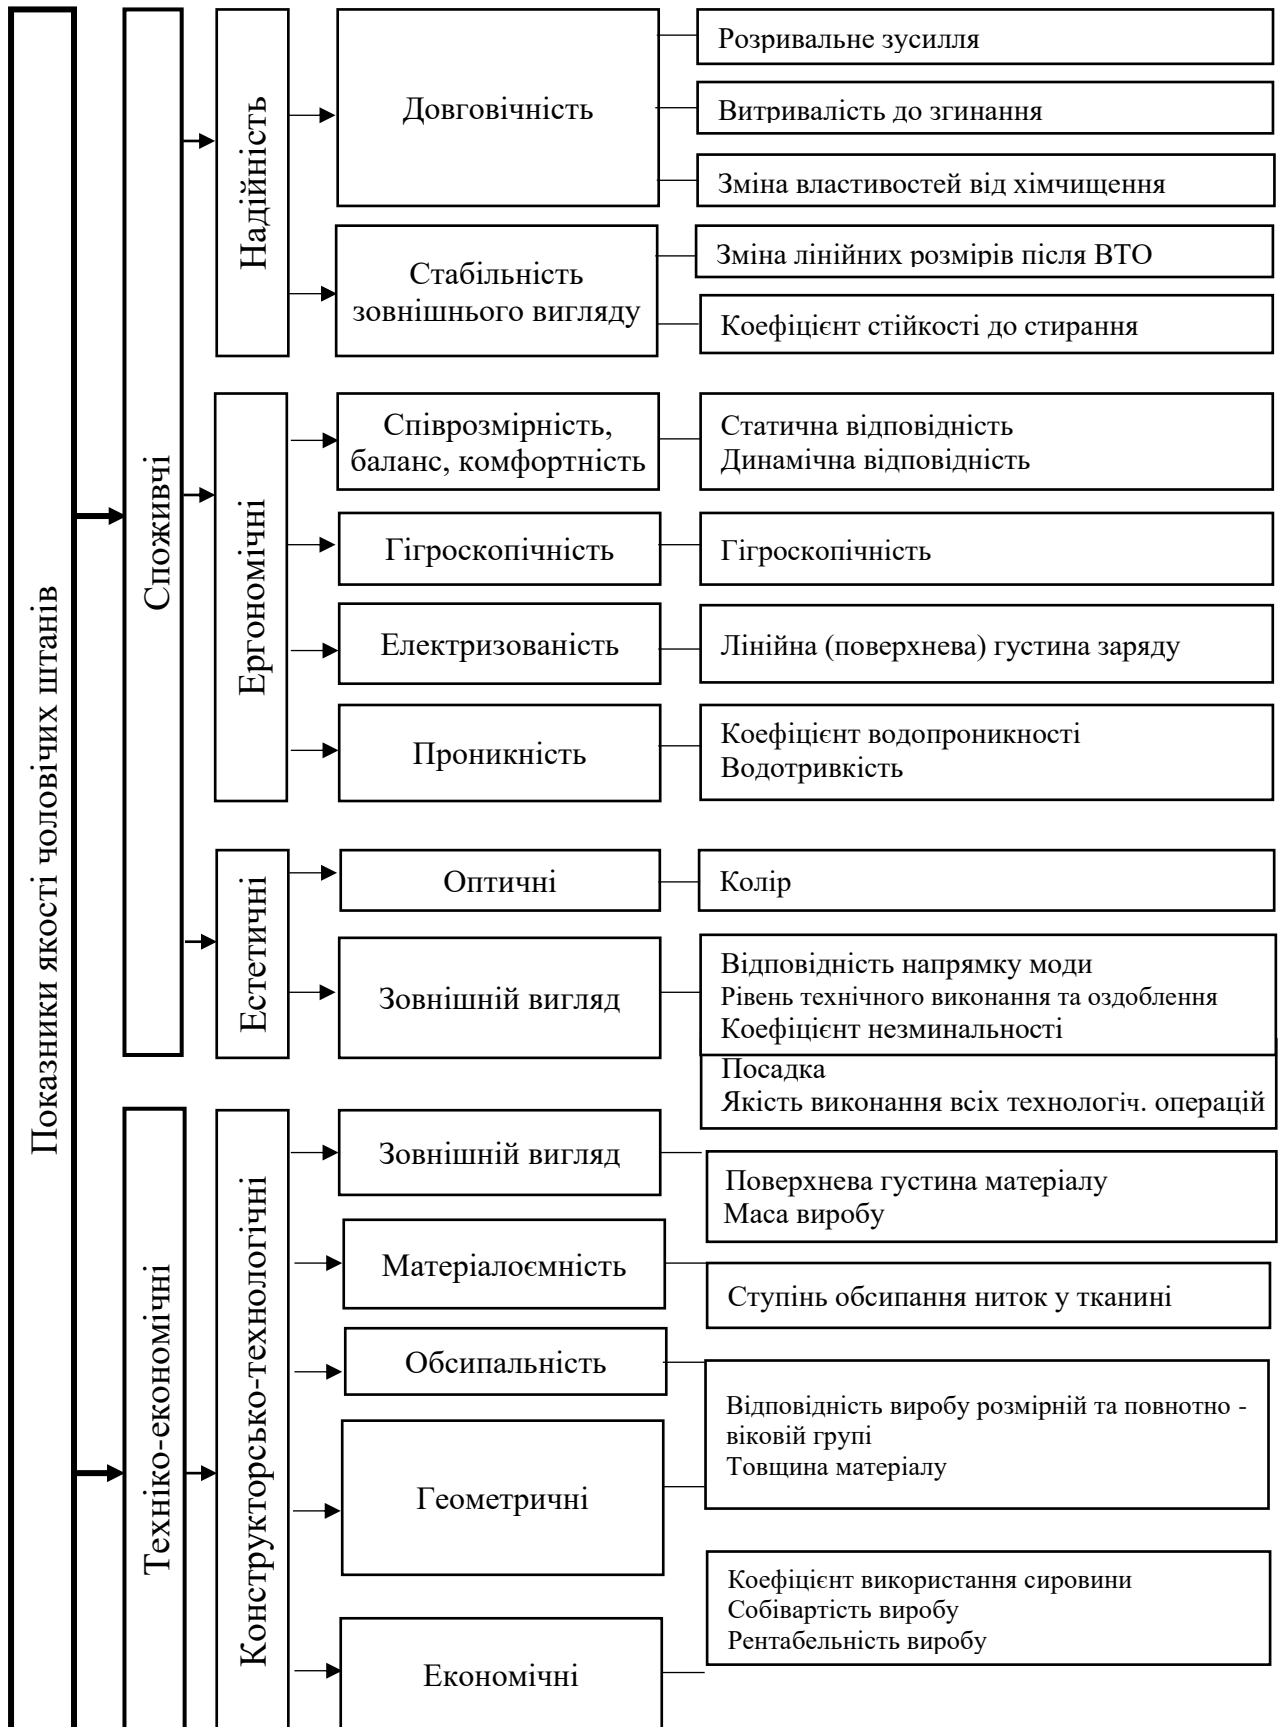 Показники якості чоловічих штанів
Споживчі
Надійність
Довговічність
Розривальне зусилля
Витривалість до згинання
Зміна властивостей від хімчищення
Стабільність
зовнішнього вигляду
Зміна лінійних розмірів після ВТО
Коефіцієнт стійкості до стирання
Ергономічні
Співрозмірність,
баланс, комфортність
Статична відповідність
Динамічна відповідність
Гігроскопічність
Гігроскопічність
Електризованість
Лінійна (поверхнева) густина заряду
Проникність
Коефіцієнт водопроникності
Водотривкість
Естетичні
Оптичні
Колір
Зовнішній вигляд
Відповідність напрямку моди
Рівень технічного виконання та оздоблення
Коефіцієнт незминальності
Посадка
Якість виконання всіх технологіч. операцій
Техніко-економічні
Конструкторсько-технологічні
Зовнішній вигляд
Поверхнева густина матеріалу
Маса виробу
Матеріалоємність
Ступінь обсипання ниток у тканині
Обсипальність
Відповідність виробу розмірній та повнотно -
віковій групі
Товщина матеріалу
Геометричні
Коефіцієнт використання сировини
Собівартість виробу
Рентабельність виробу
Економічні